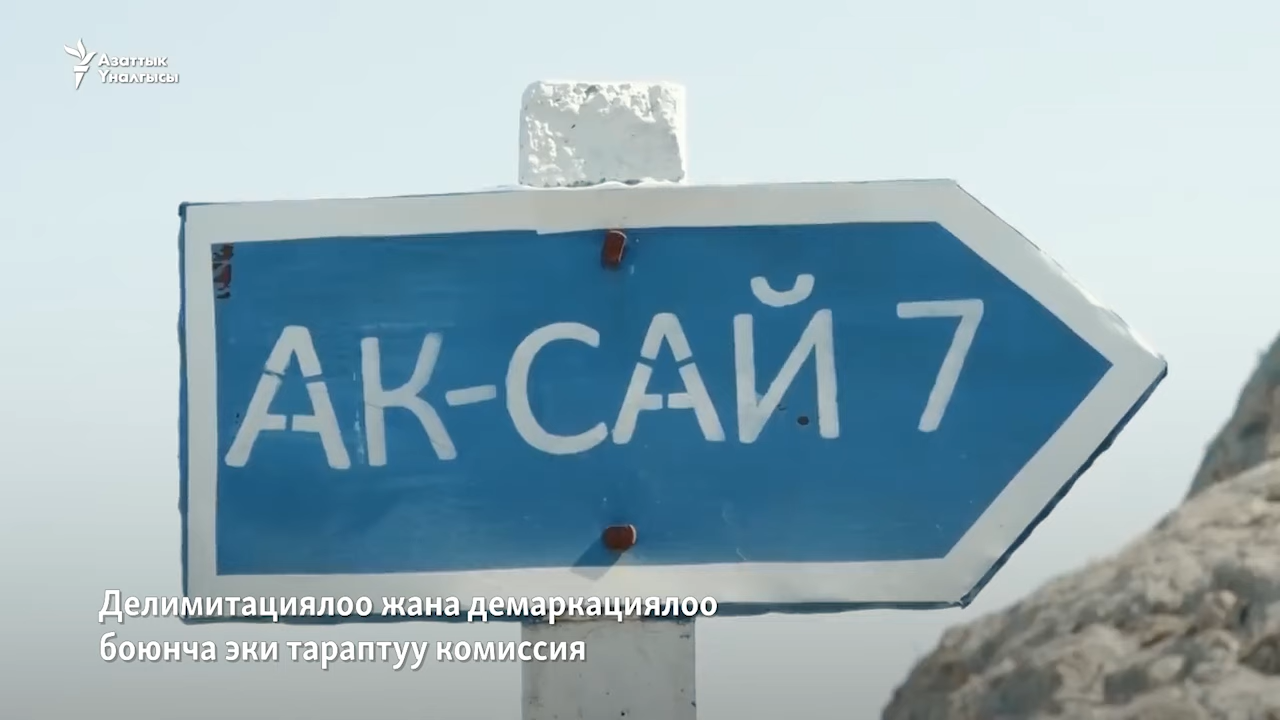 Азаттык
Үналгысы
АК-САЙ 7
Делимитациялоо жана демаркациялоо
боюнча эки тараптуу комиссия